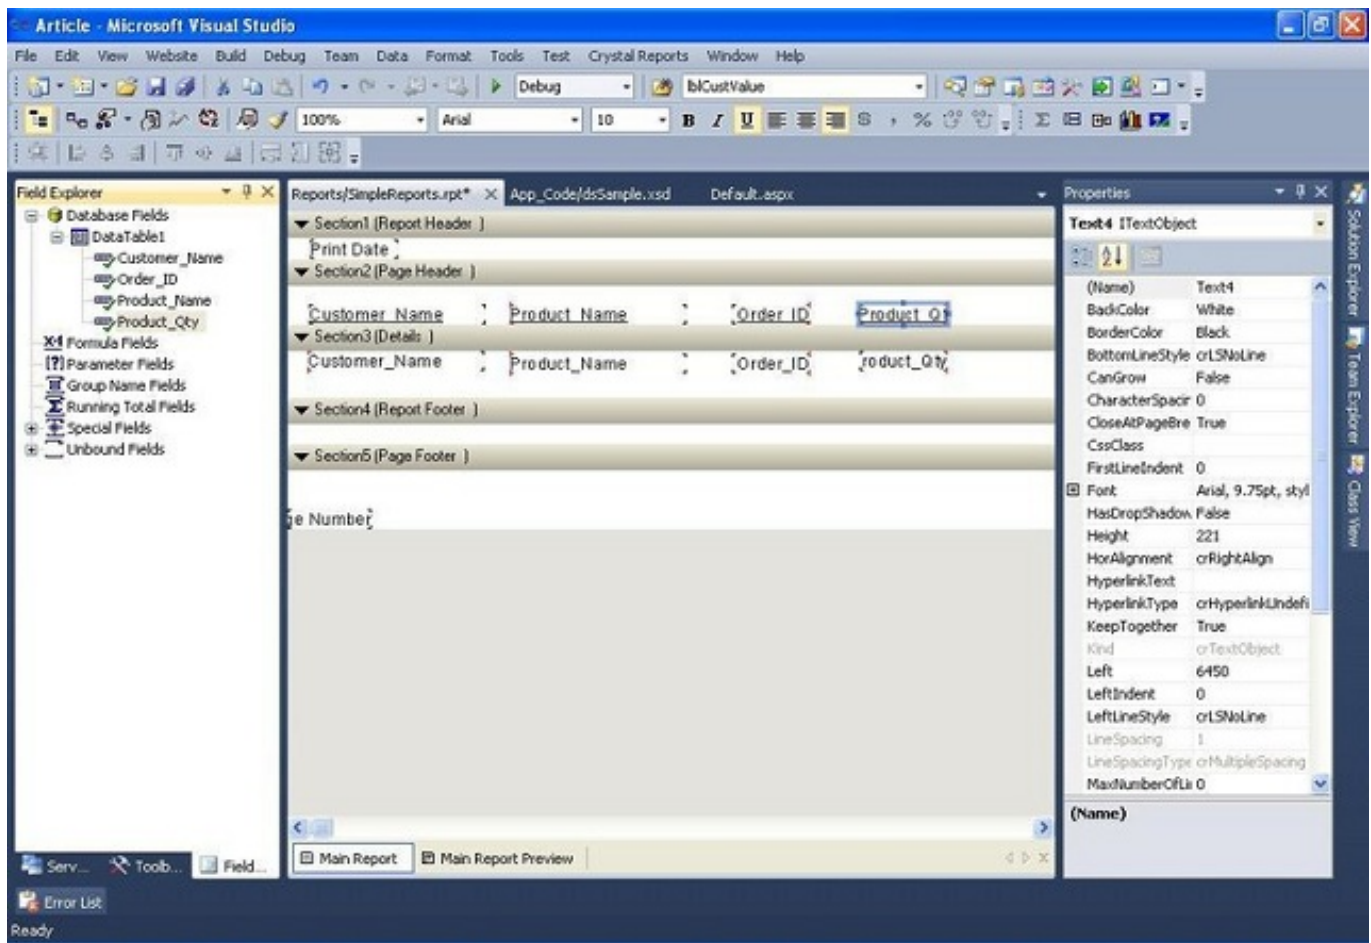 Article - Microsoft Visual Studio
File Edit View Website Build Debug Team Data Format Tools Test Crystal Reports Window Help
Debug lblCustValue
100% Arial 10 B I U
Field Explorer
Database Fields
DataTable1
Customer_Name
Order_ID
Product_Name
Product_Qty
Formula Fields
Parameter Fields
Group Name Fields
Running Total Fields
Special Fields
Unbound Fields
Serv... Toolb... Field...
Reports/SimpleReports.rpt* App_Code/dsSample.xsd Default.aspx
Section1 (Report Header )
Print Date
Section2 (Page Header )
Customer_Name Product_Name Order_ID Product_Qt
Section3 (Details )
Customer_Name Product_Name Order_ID roduct_Qty
Section4 (Report Footer )
Section5 (Page Footer )
ge Number
Main Report Main Report Preview
Properties
Text4 ITextObject
(Name) Text4
BackColor White
BorderColor Black
BottomLineStyle crLSNoLine
CanGrow False
CharacterSpacir 0
CloseAtPageBre True
CssClass
FirstLineIndent 0
Font Arial, 9.75pt, styl
HasDropShadow False
Height 221
HorAlignment crRightAlign
HyperlinkText
HyperlinkType crHyperlinkUndefi
KeepTogether True
Kind crTextObject
Left 6450
LeftIndent 0
LeftLineStyle crLSNoLine
LineSpacing 1
LineSpacingType crMultipleSpacing
MaxNumberOfLi 0
(Name)
Solution Explorer
Team Explorer
Class View
Error List
Ready